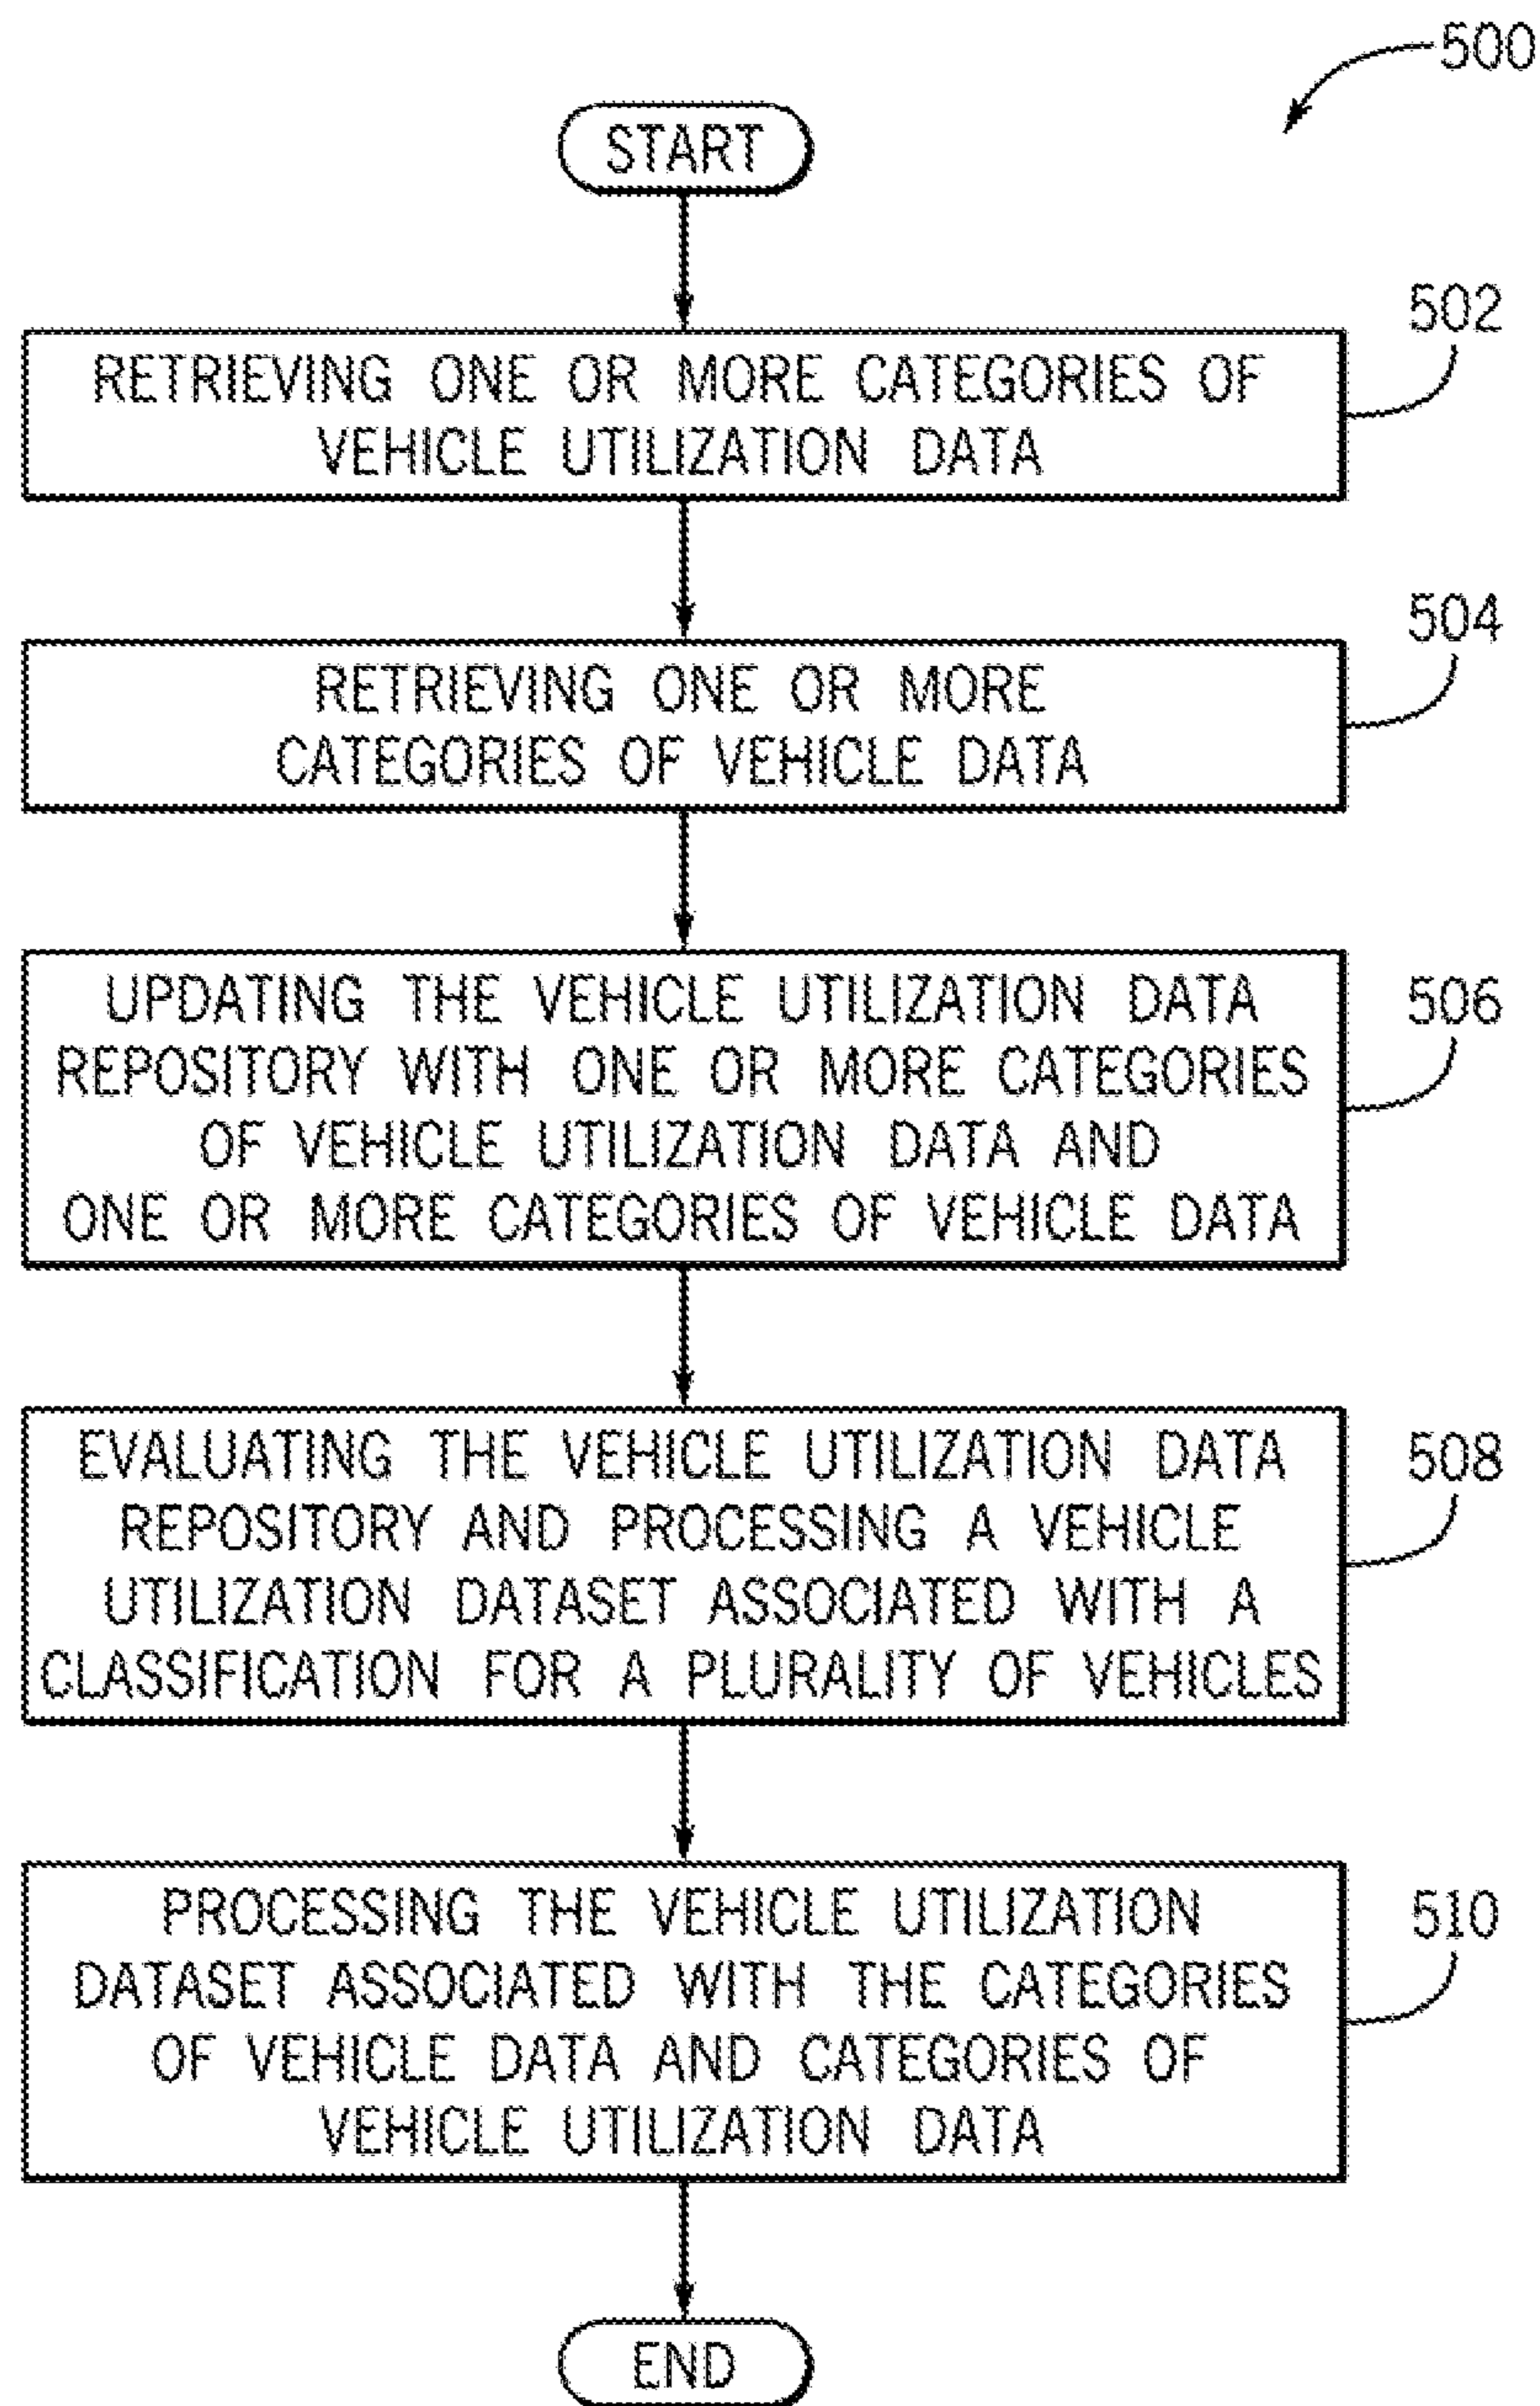 500
START
502
RETRIEVING ONE OR MORE CATEGORIES OF
VEHICLE UTILIZATION DATA
504
RETRIEVING ONE OR MORE
CATEGORIES OF VEHICLE DATA
506
UPDATING THE VEHICLE UTILIZATION DATA
REPOSITORY WITH ONE OR MORE CATEGORIES
OF VEHICLE UTILIZATION DATA AND
ONE OR MORE CATEGORIES OF VEHICLE DATA
508
EVALUATING THE VEHICLE UTILIZATION DATA
REPOSITORY AND PROCESSING A VEHICLE
UTILIZATION DATASET ASSOCIATED WITH A
CLASSIFICATION FOR A PLURALITY OF VEHICLES
510
PROCESSING THE VEHICLE UTILIZATION
DATASET ASSOCIATED WITH THE CATEGORIES
OF VEHICLE DATA AND CATEGORIES OF
VEHICLE UTILIZATION DATA
END